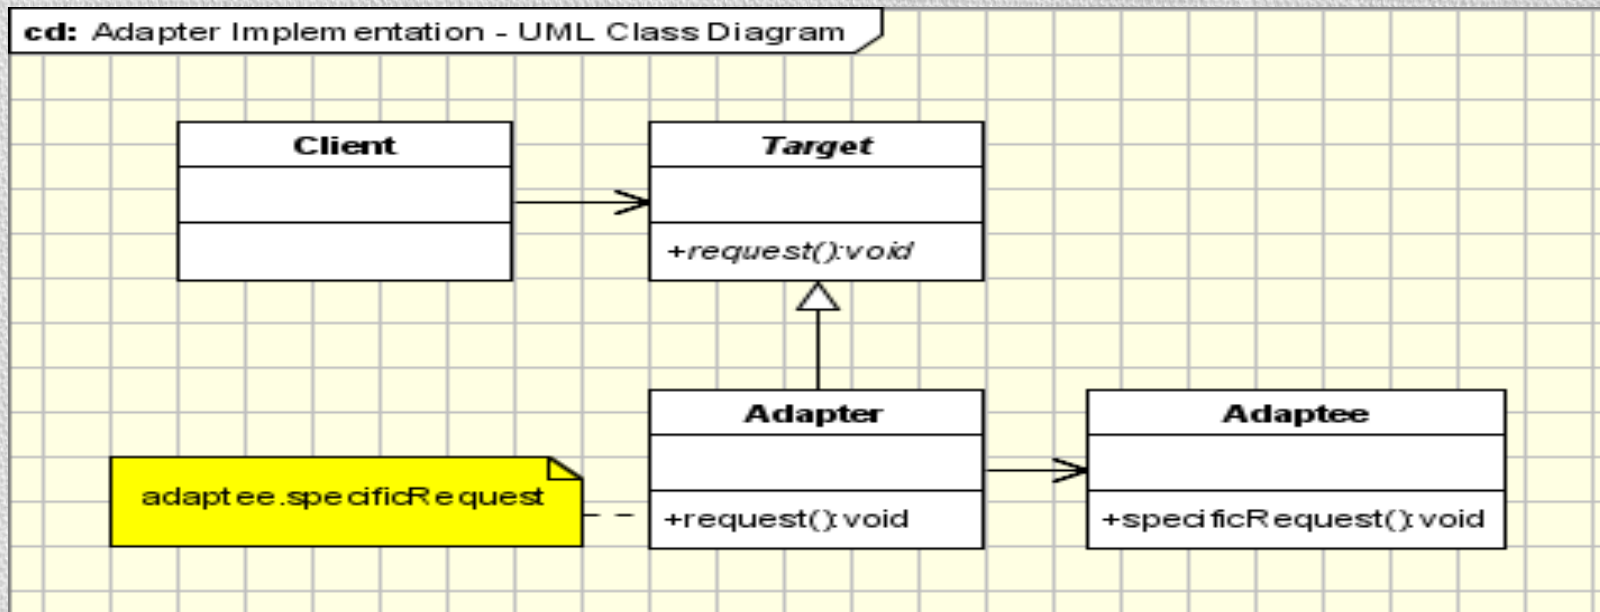 cd: Adapter Implementation - UML Class Diagram
Client
Target
+request():void
Adapter
Adaptee
adaptee.specificRequest
+request():void
+specificRequest():void